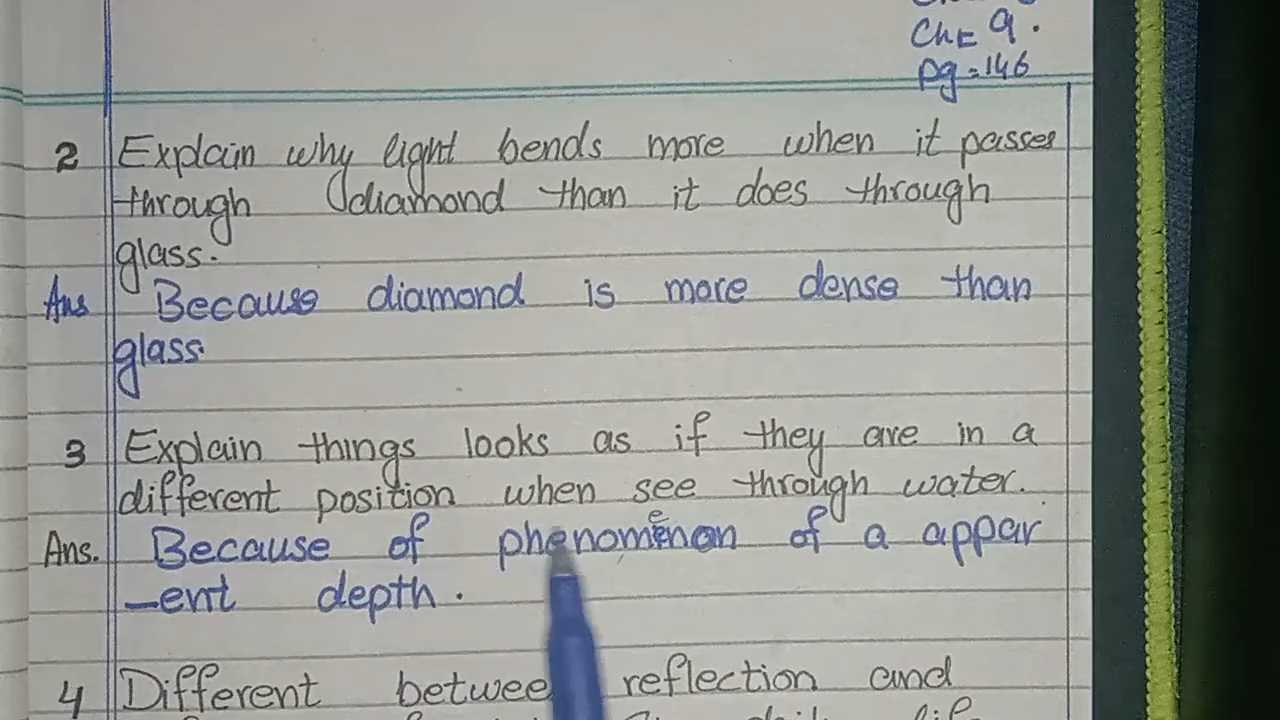 Ch= 9.
pg=146
2 Explain why light bends more when it passes
through diamond than it does through
glass.
Ans Because diamond is more dense than
glass.
3 Explain things looks as if they are in a
different position when see through water.
Ans. Because of phenomenon of a appar
-ent depth.
4 Different between reflection and